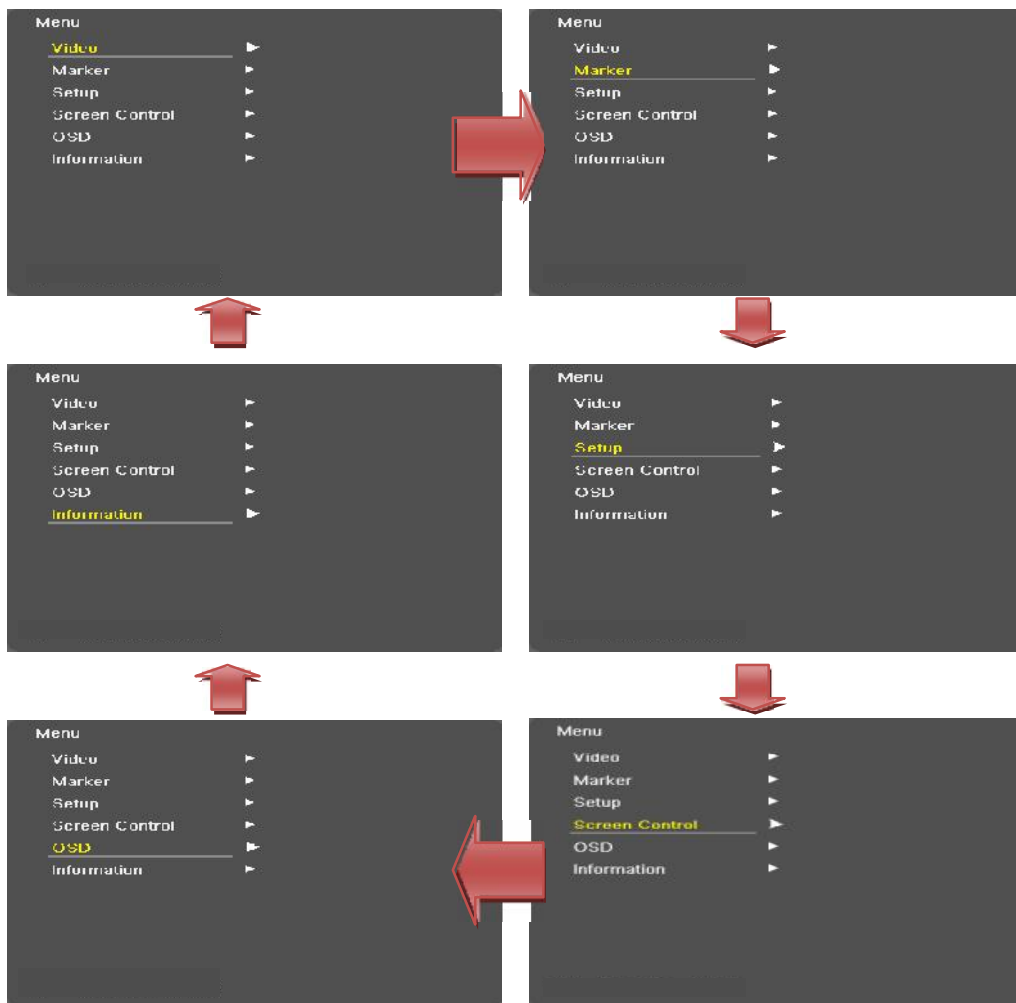 Menu
Video
Marker
Setup
Screen Control
OSD
Information
Menu
Video
Marker
Setup
Screen Control
OSD
Information
Menu
Video
Marker
Setup
Screen Control
OSD
Information
Menu
Video
Marker
Setup
Screen Control
OSD
Information
Menu
Video
Marker
Setup
Screen Control
OSD
Information
Menu
Video
Marker
Setup
Screen Control
OSD
Information